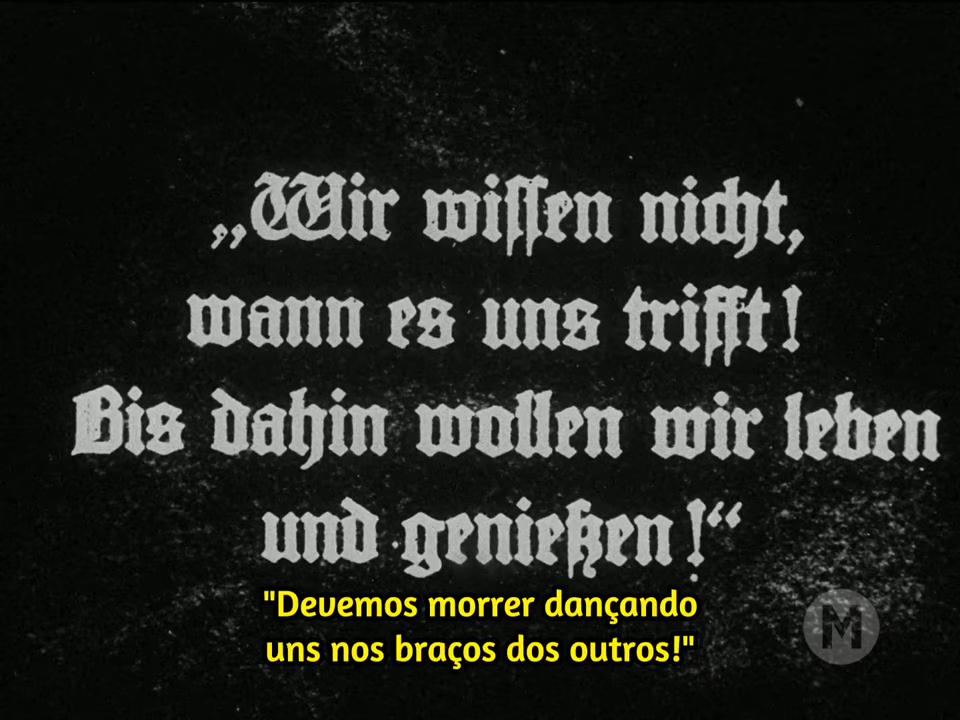 „Wir wissen nicht,
wann es uns trifft!
Bis dahin wollen wir leben
und genießen!“
"Devemos morrer dançando
uns nos braços dos outros!"
M